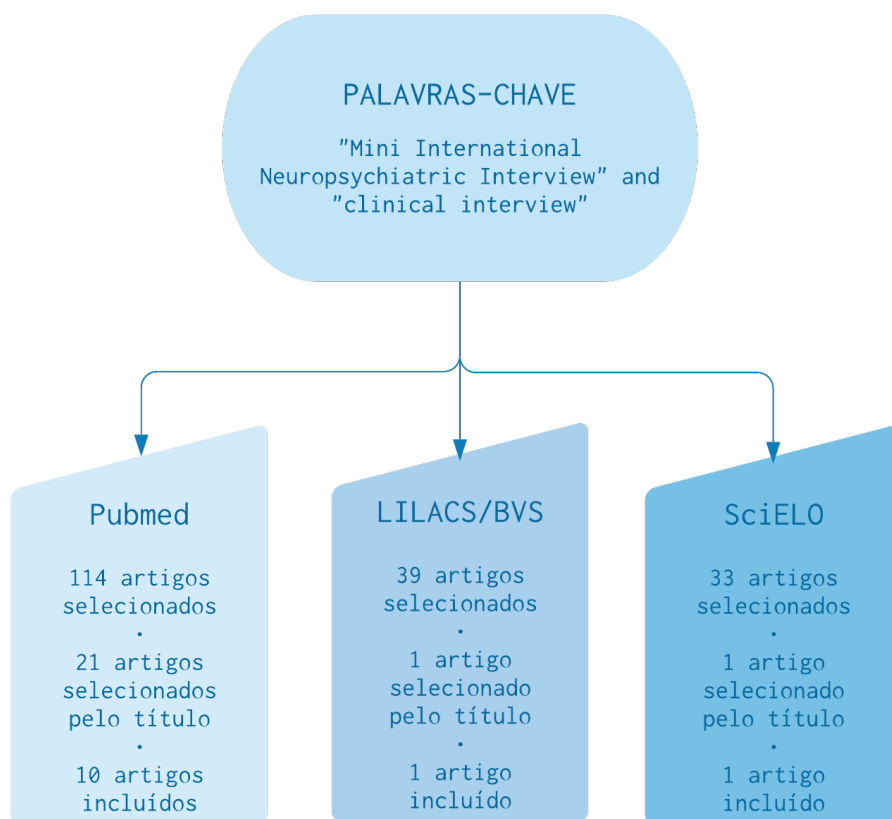 PALAVRAS-CHAVE
"Mini International
Neuropsychiatric Interview" and
"clinical interview"
Pubmed
114 artigos
selecionados
·
21 artigos
selecionados
pelo título
·
10 artigos
incluídos
LILACS/BVS
39 artigos
selecionados
·
1 artigo
selecionado
pelo título
·
1 artigo
incluído
SciELO
33 artigos
selecionados
·
1 artigo
selecionado
pelo título
·
1 artigo
incluído